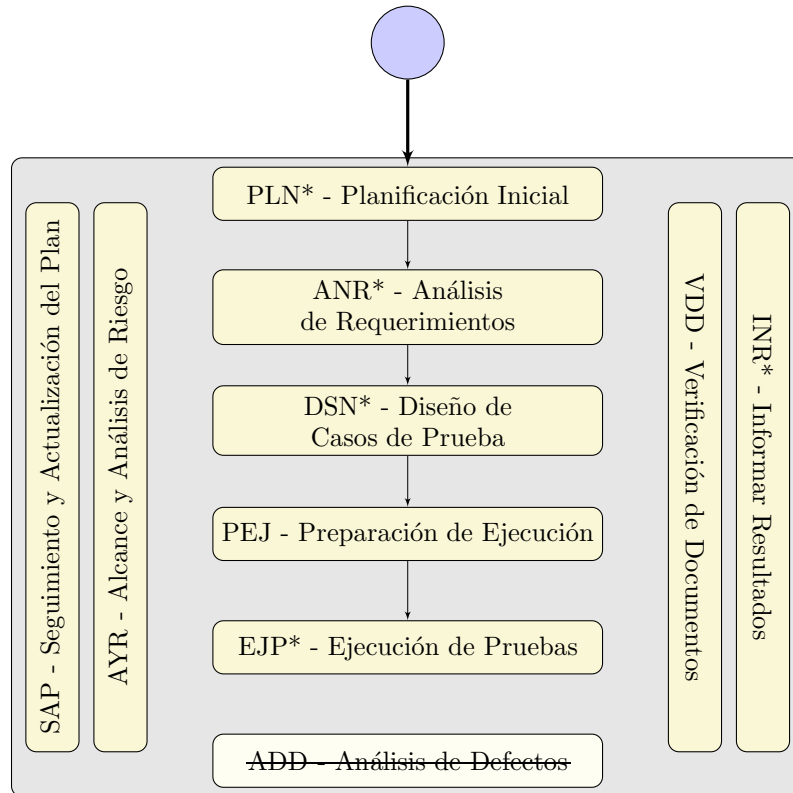 PLN* - Planificación Inicial
ANR* - Análisis
de Requerimientos
DSN* - Diseño de
Casos de Prueba
PEJ - Preparación de Ejecución
EJP* - Ejecución de Pruebas
ADD - Análisis de Defectos
SAP - Seguimiento y Actualización del Plan
AYR - Alcance y Análisis de Riesgo
VDD - Verificación de Documentos
INR* - Informar Resultados